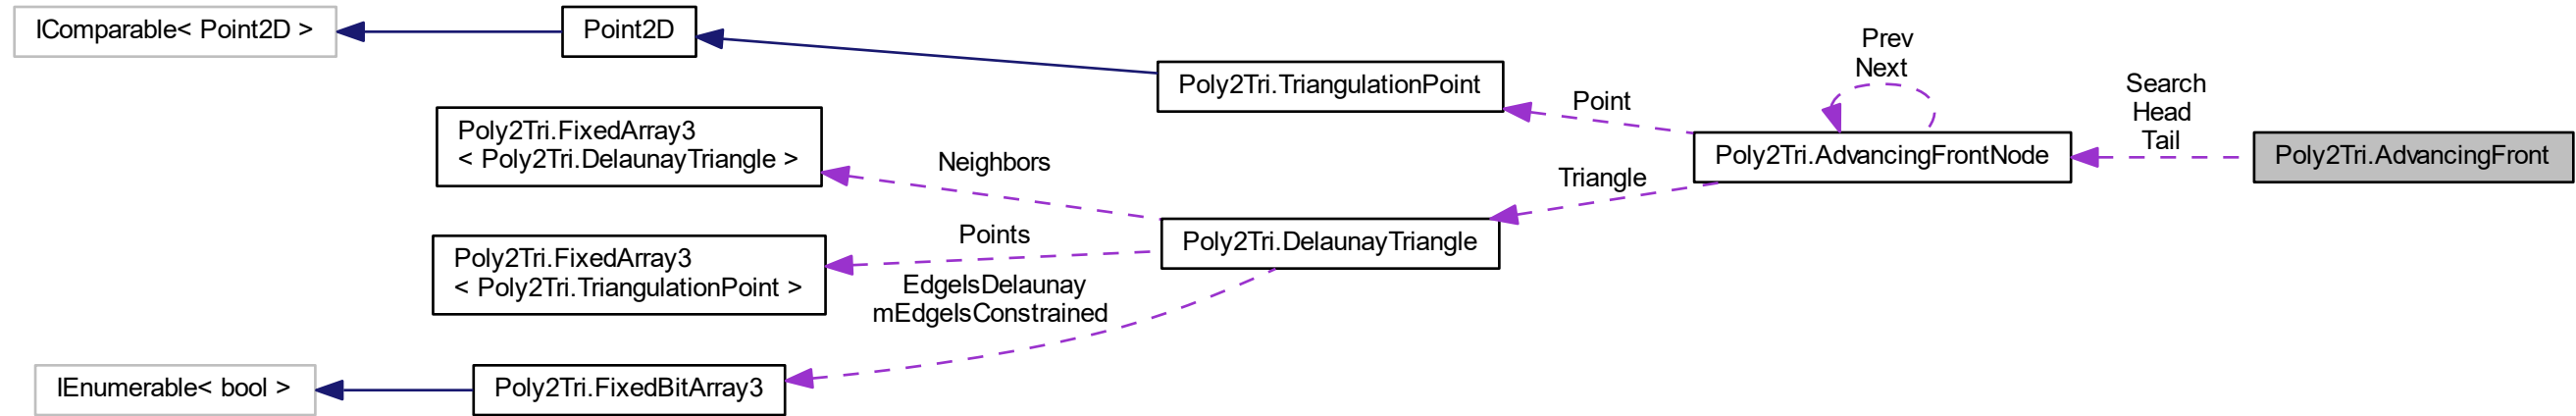 IComparable< Point2D >
Point2D
Poly2Tri.TriangulationPoint
Point
Prev
Next
Search
Head
Tail
Poly2Tri.FixedArray3
< Poly2Tri.DelaunayTriangle >
Neighbors
Triangle
Poly2Tri.AdvancingFrontNode
Poly2Tri.AdvancingFront
Poly2Tri.FixedArray3
< Poly2Tri.TriangulationPoint >
Points
Poly2Tri.DelaunayTriangle
EdgeIsDelaunay
mEdgeIsConstrained
IEnumerable< bool >
Poly2Tri.FixedBitArray3